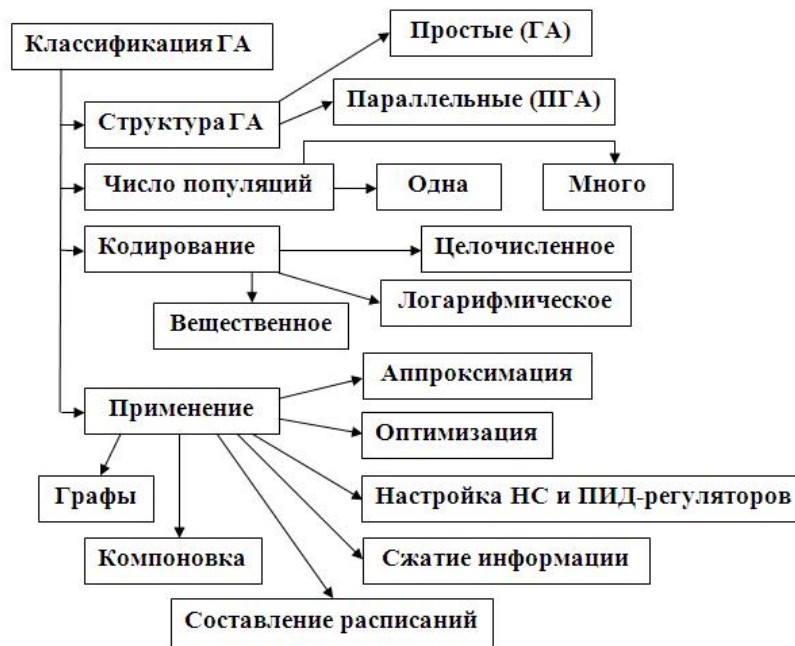 Классификация ГА
Простые (ГА)
Параллельные (ПГА)
Структура ГА
Число популяций
Одна
Много
Кодирование
Целочисленное
Логарифмическое
Вещественное
Аппроксимация
Применение
Оптимизация
Графы
Настройка НС и ПИД-регуляторов
Компоновка
Сжатие информации
Составление расписаний